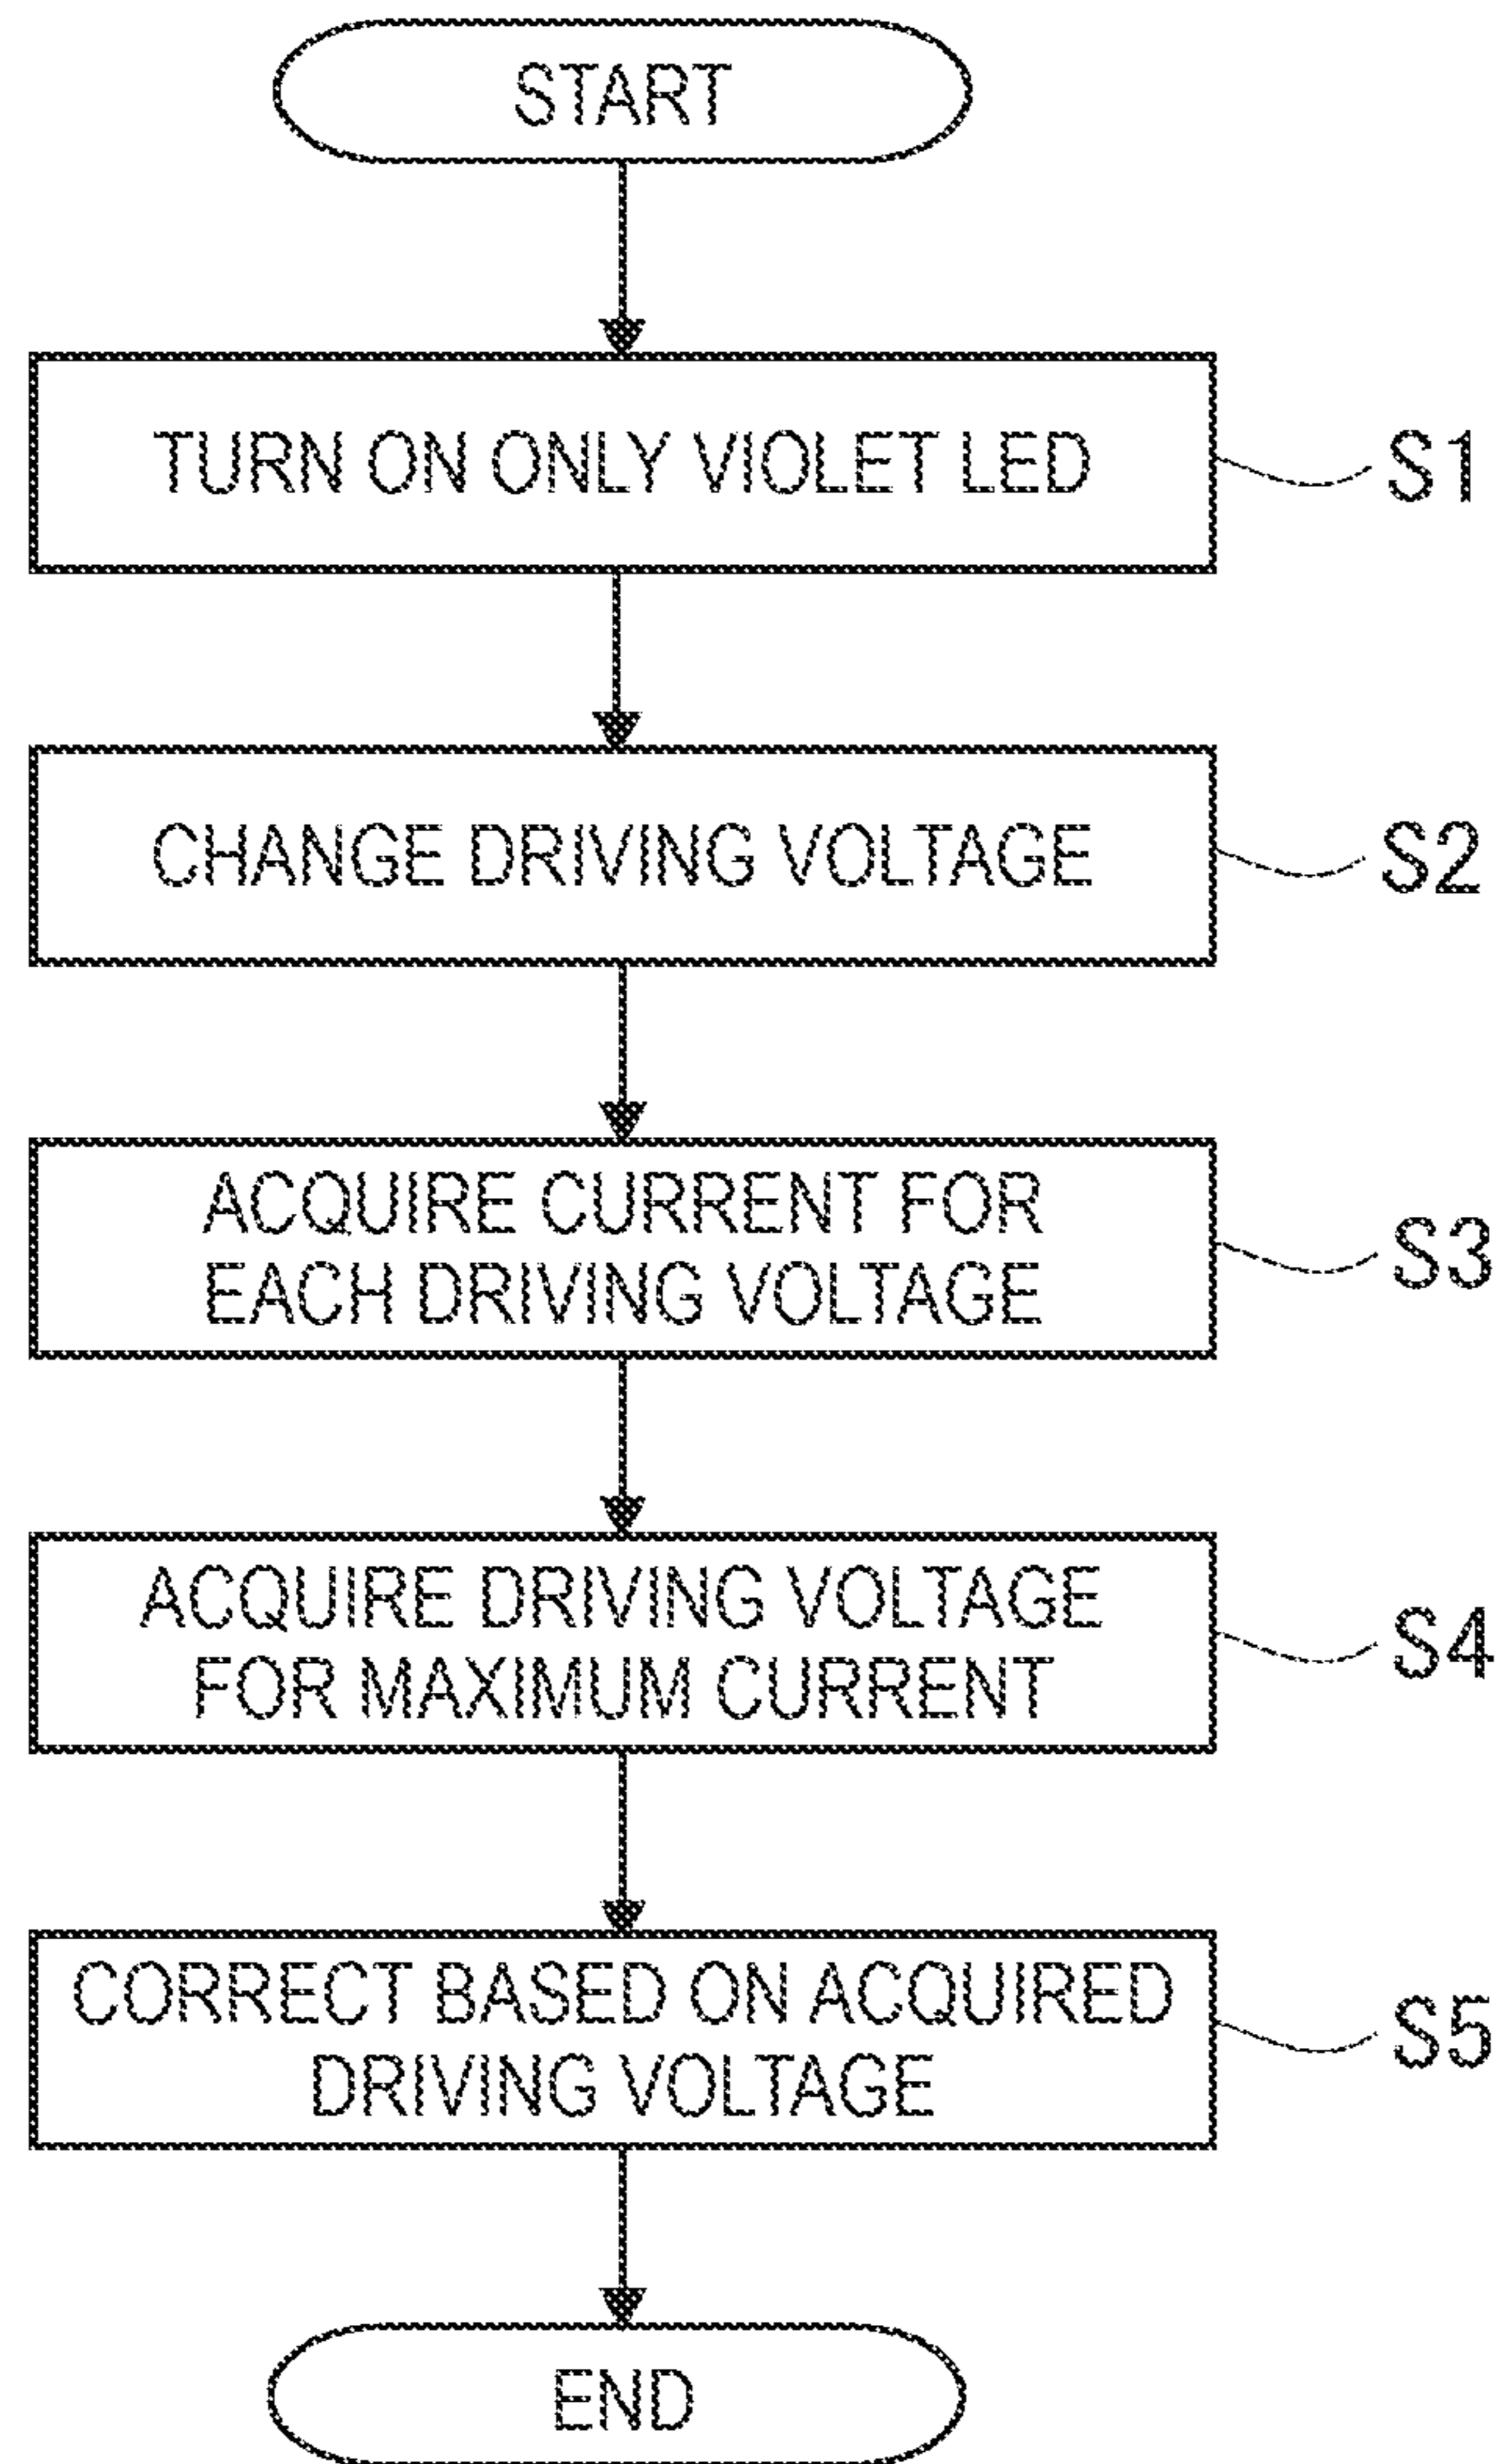 START
TURN ON ONLY VIOLET LED
S1
CHANGE DRIVING VOLTAGE
S2
ACQUIRE CURRENT FOR
EACH DRIVING VOLTAGE
S3
ACQUIRE DRIVING VOLTAGE
FOR MAXIMUM CURRENT
S4
CORRECT BASED ON ACQUIRED
DRIVING VOLTAGE
S5
END